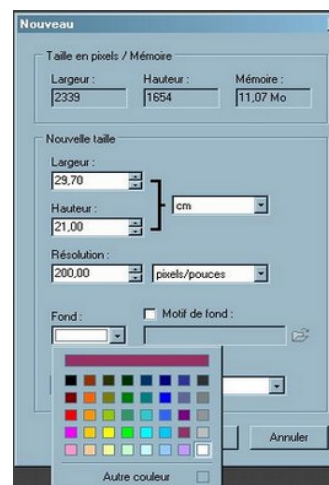 Nouveau
Taille en pixels / Mémoire
Largeur : Hauteur : Mémoire :
2339 1654 11,07 Mo
Nouvelle taille
Largeur :
29,70
cm
Hauteur :
21,00
Résolution :
200,00 pixels/pouces
Fond : Motif de fond :
Annuler
Autre couleur